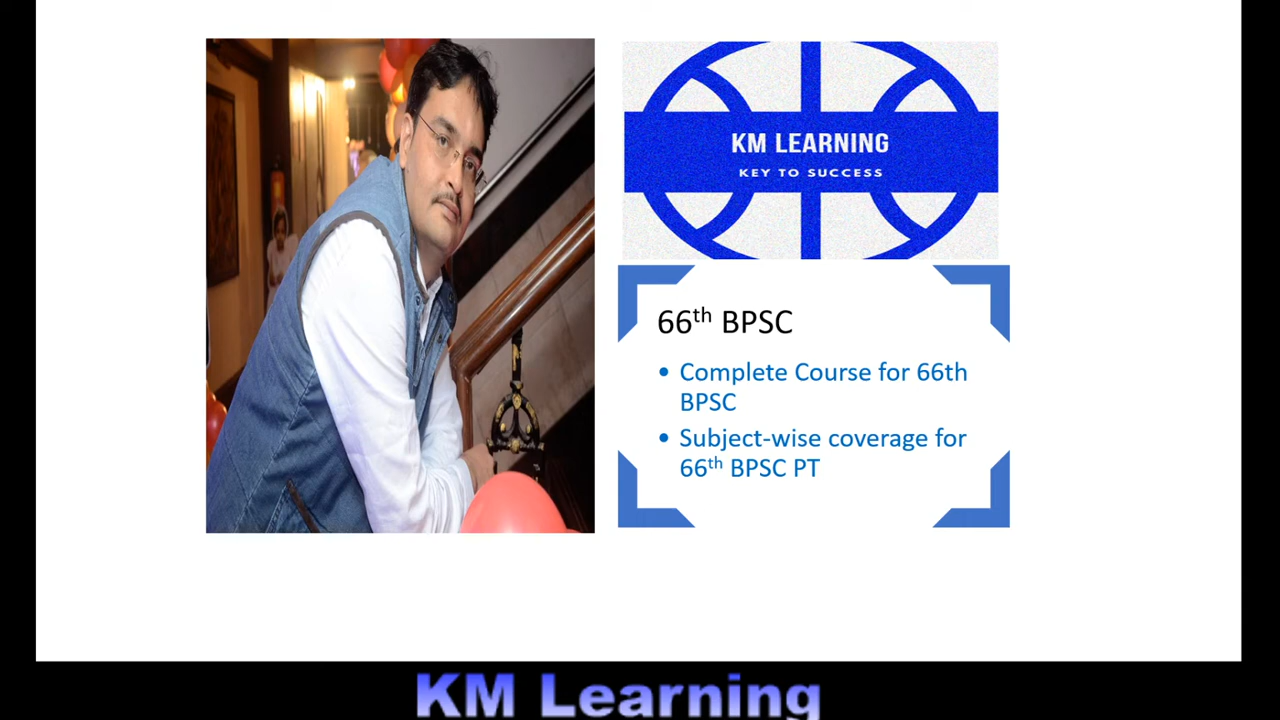 KM LEARNING
KEY TO SUCCESS
66th BPSC
• Complete Course for 66th
BPSC
• Subject-wise coverage for
66th BPSC PT
KM Learning